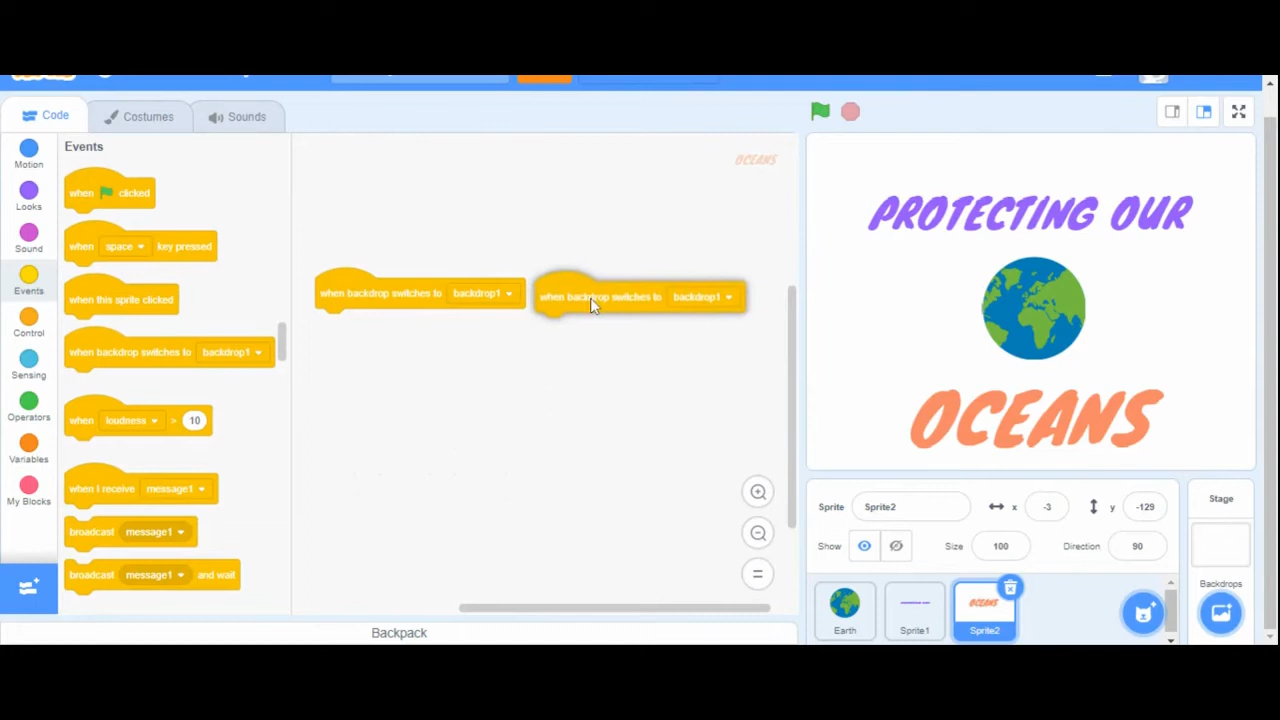 Code
Costumes
Sounds
Motion
Looks
Sound
Events
Control
Sensing
Operators
Variables
My Blocks
Events
when clicked
when space key pressed
when this sprite clicked
when backdrop switches to backdrop1
when loudness > 10
when I receive message1
broadcast message1
broadcast message1 and wait
OCEANS
when backdrop switches to backdrop1
when backdrop switches to backdrop1
Backpack
PROTECTING OUR
OCEANS
Sprite Sprite2 x -3 y -129
Show Size 100 Direction 90
Earth
Sprite1
OCEANS
Sprite2
Stage
Backdrops